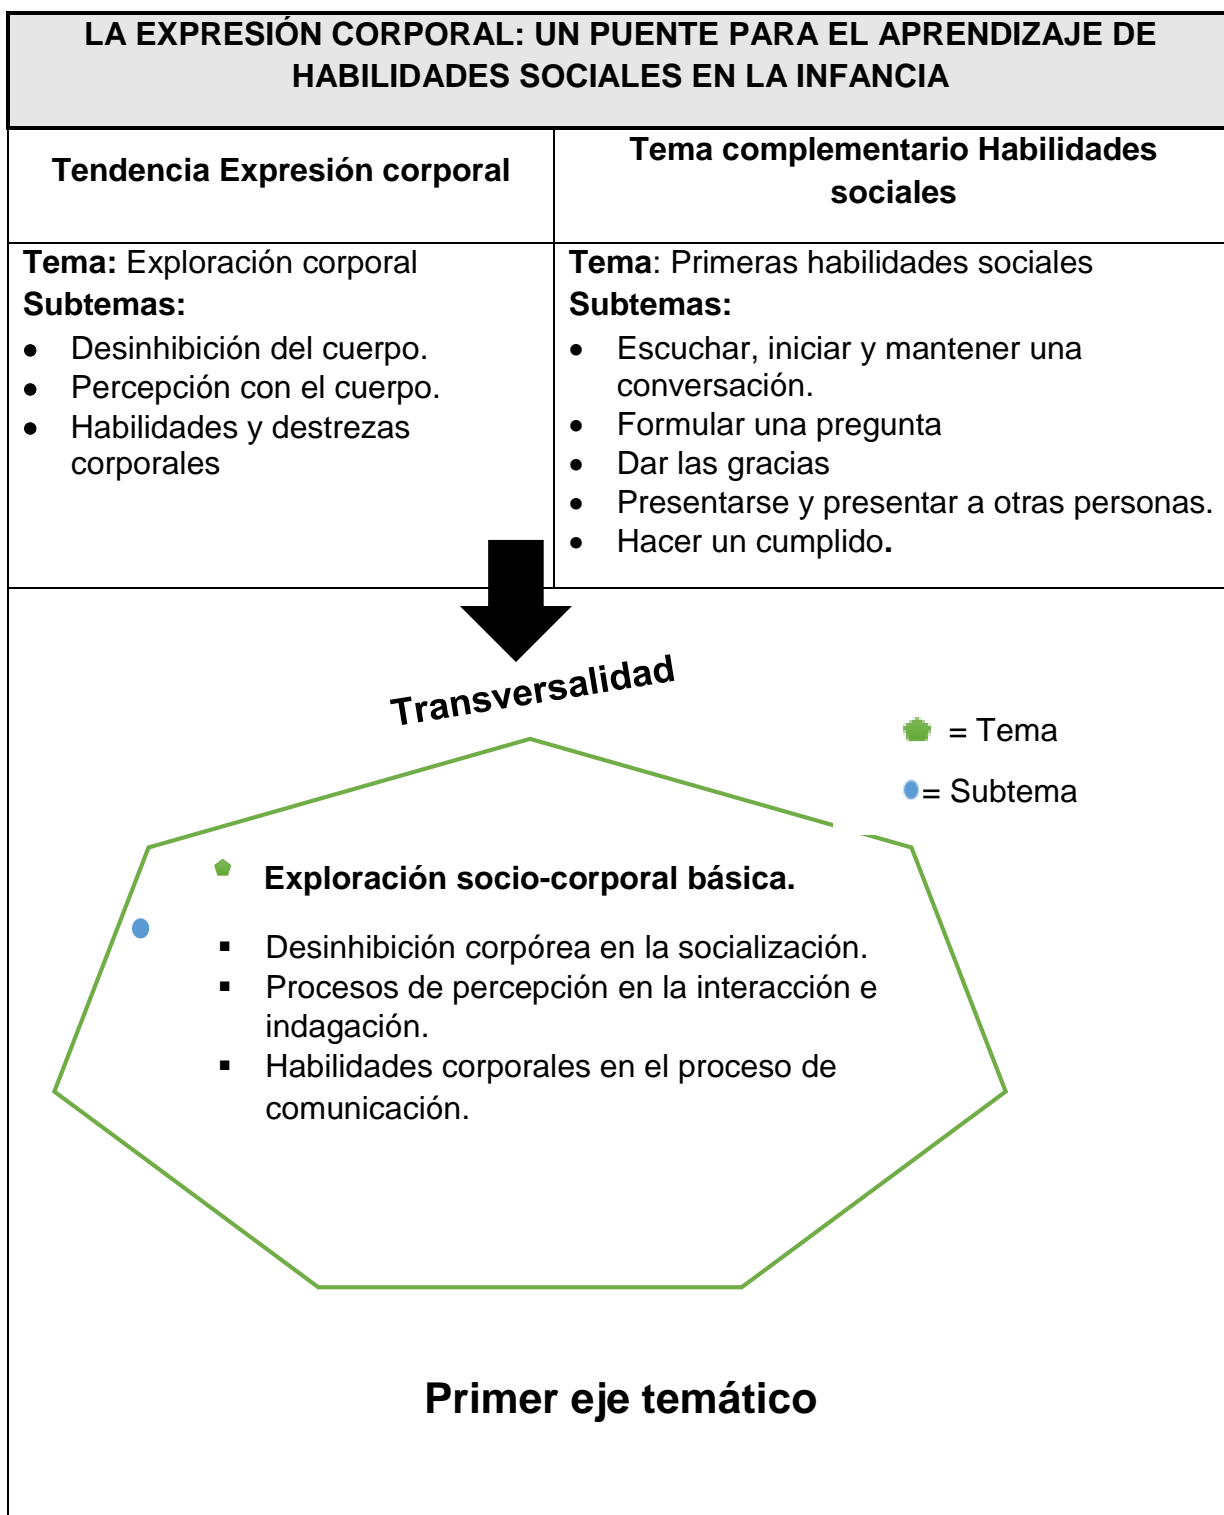 LA EXPRESIÓN CORPORAL: UN PUENTE PARA EL APRENDIZAJE DE
HABILIDADES SOCIALES EN LA INFANCIA
Tendencia Expresión corporal
Tema complementario Habilidades
sociales
Tema: Exploración corporal
Subtemas:
• Desinhibición del cuerpo.
• Percepción con el cuerpo.
• Habilidades y destrezas
corporales
Tema: Primeras habilidades sociales
Subtemas:
• Escuchar, iniciar y mantener una
conversación.
• Formular una pregunta
• Dar las gracias
• Presentarse y presentar a otras personas.
• Hacer un cumplido.
Transversalidad
= Tema
= Subtema
Exploración socio-corporal básica.
▪ Desinhibición corpórea en la socialización.
▪ Procesos de percepción en la interacción e
indagación.
▪ Habilidades corporales en el proceso de
comunicación.
Primer eje temático